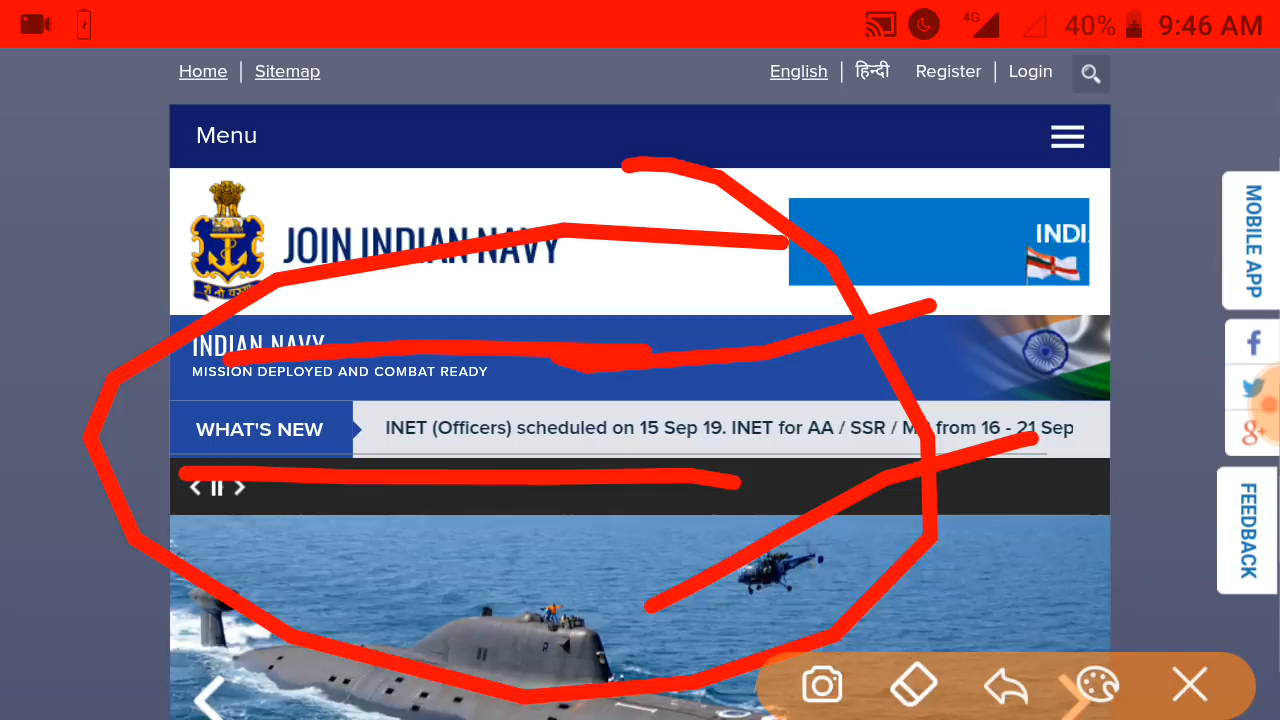 4G 40% 9:46 AM
Home | Sitemap English | हिन्दी Register | Login
Menu
JOIN INDIAN NAVY
INDI
INDIAN NAVY
MISSION DEPLOYED AND COMBAT READY
WHAT'S NEW INET (Officers) scheduled on 15 Sep 19. INET for AA / SSR / from 16 - 21 Sep
MOBILE APP
FEEDBACK